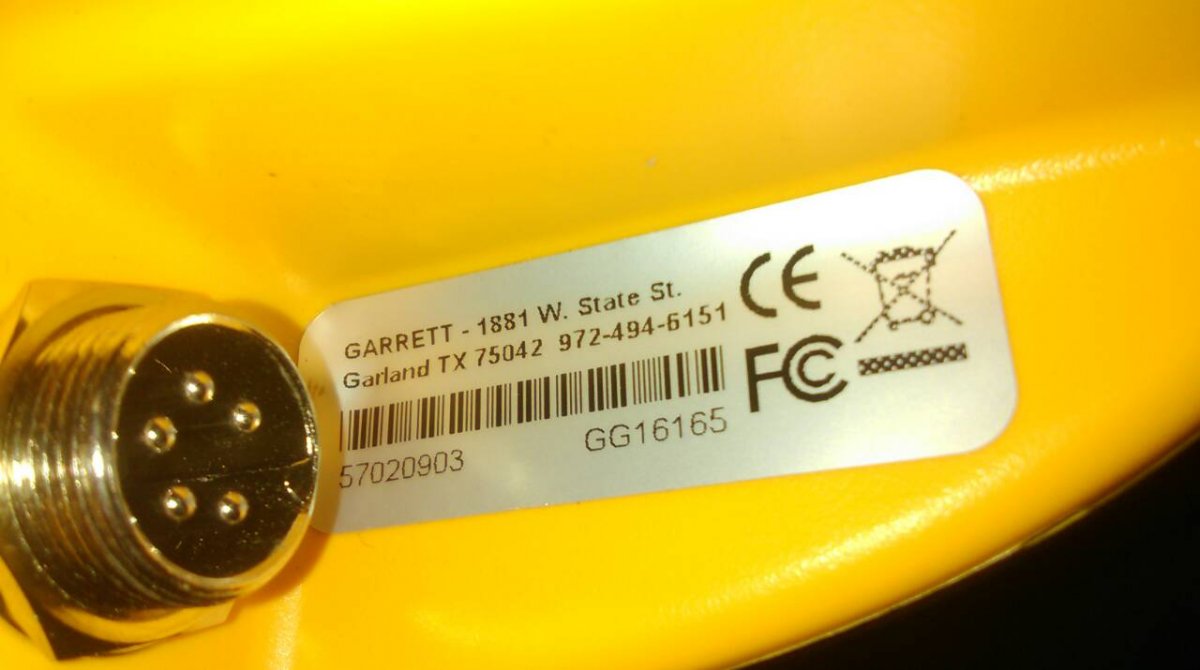 GARRETT - 1881 W. State St.
Garland TX 75042 972-494-6151
57020903
GG16165
CE
FC